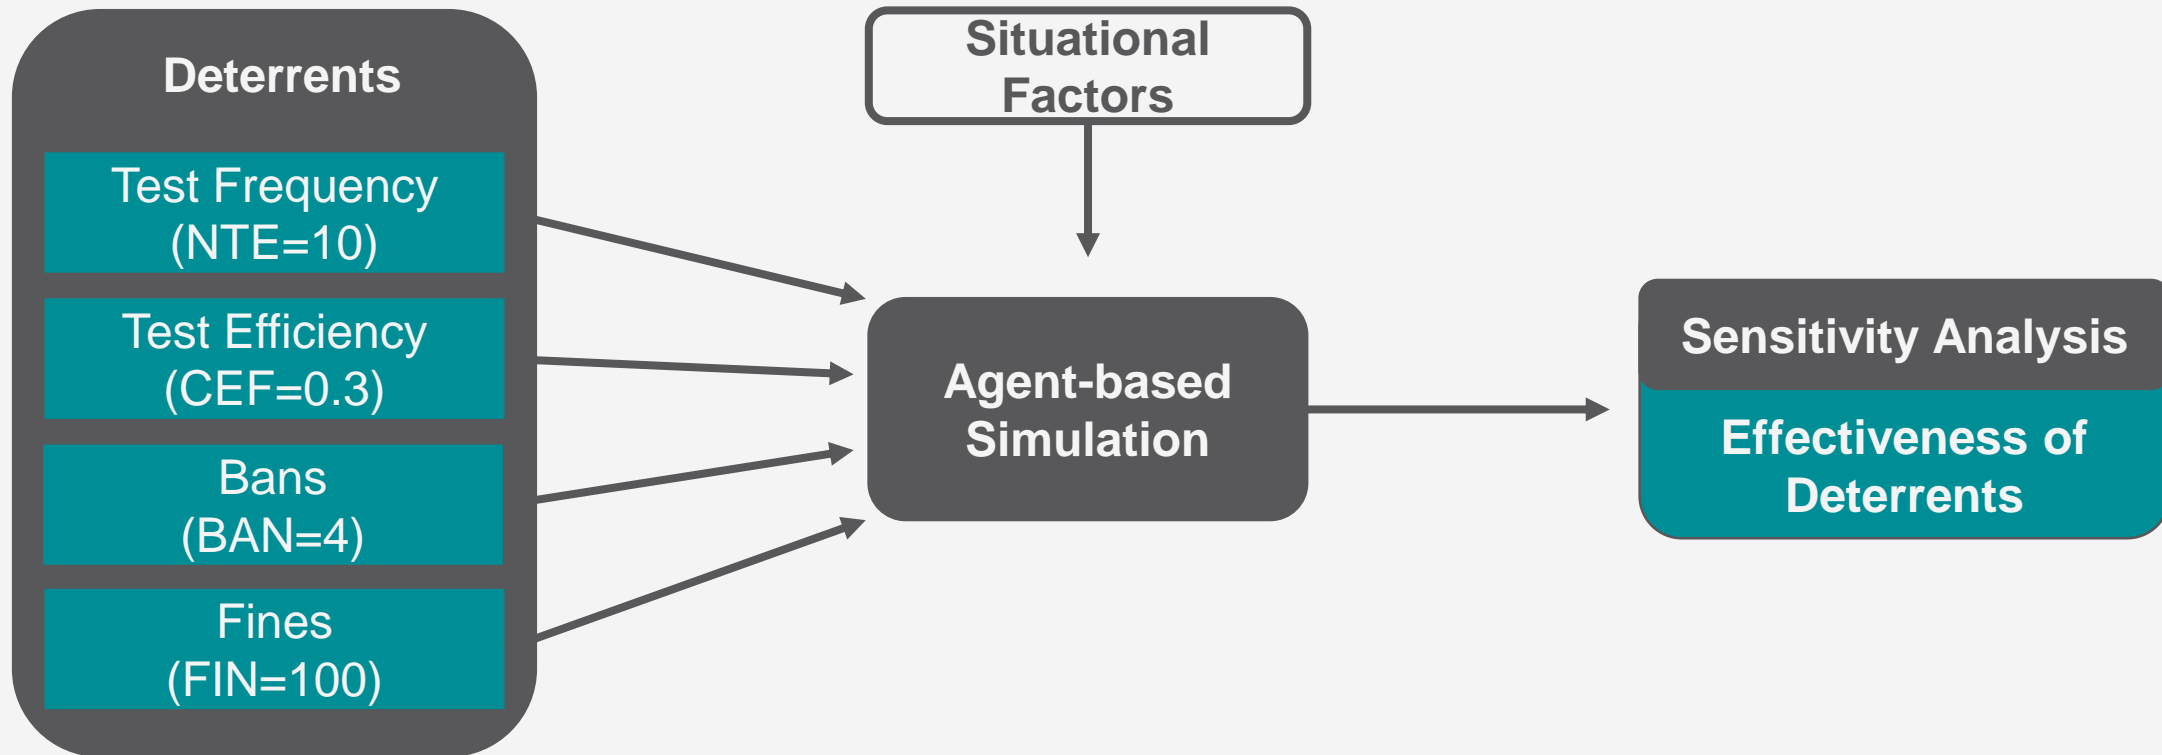 Deterrents
Test Frequency
(NTE=10)
Test Efficiency
(CEF=0.3)
Bans
(BAN=4)
Fines
(FIN=100)
Situational
Factors
Agent-based
Simulation
Sensitivity Analysis
Effectiveness of
Deterrents